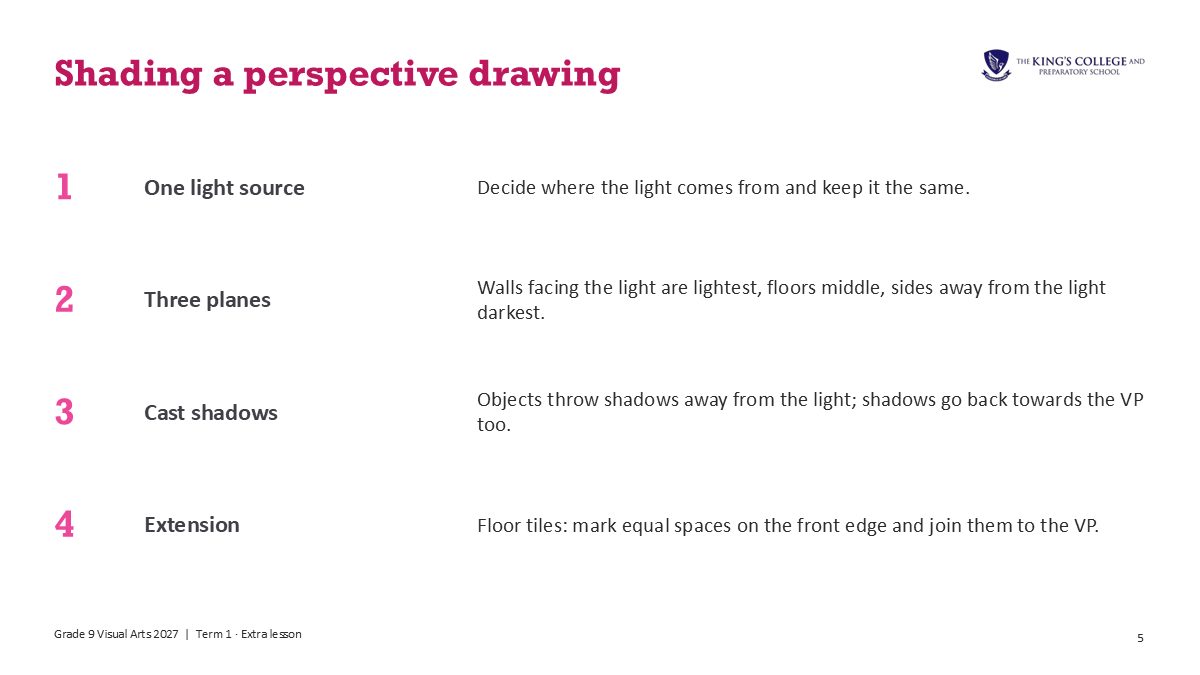 Shading a perspective drawing
THE KING'S COLLEGE AND
PREPARATORY SCHOOL
1
One light source
Decide where the light comes from and keep it the same.
2
Three planes
Walls facing the light are lightest, floors middle, sides away from the light
darkest.
3
Cast shadows
Objects throw shadows away from the light; shadows go back towards the VP
too.
4
Extension
Floor tiles: mark equal spaces on the front edge and join them to the VP.
Grade 9 Visual Arts 2027 | Term 1 · Extra lesson
5